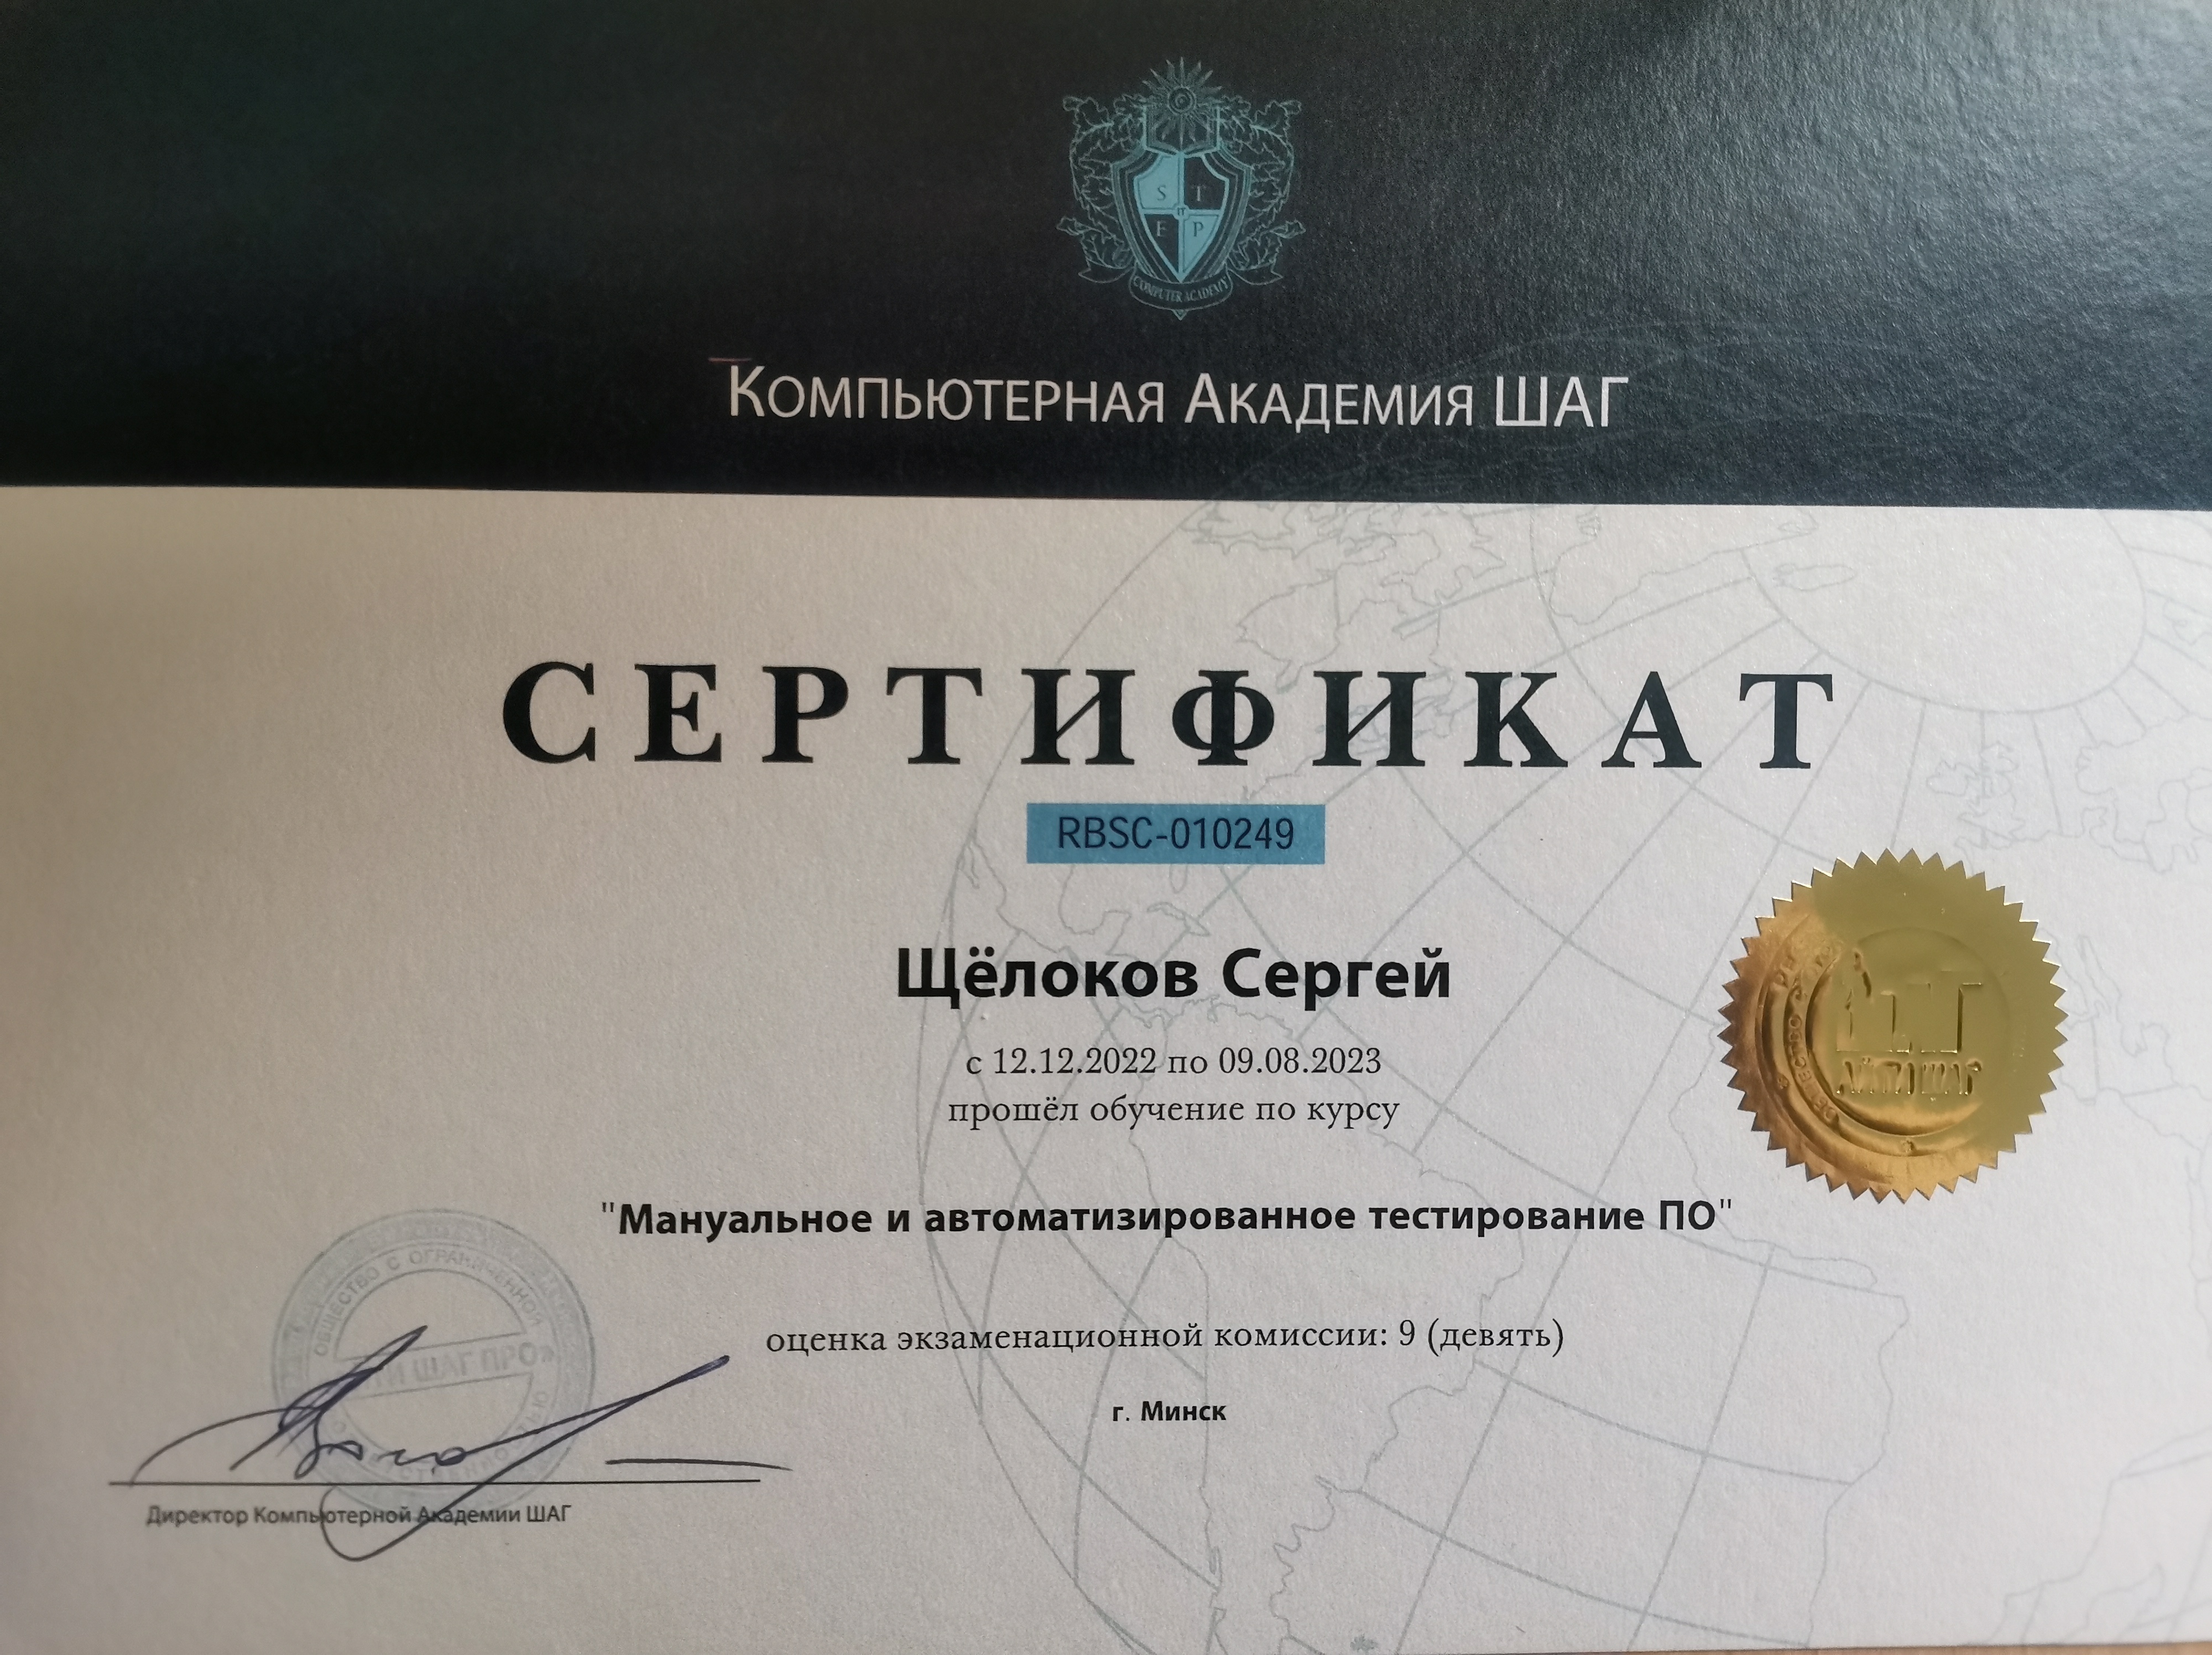 S T
IT
E P
COMPUTER ACADEMY
КОМПЬЮТЕРНАЯ АКАДЕМИЯ ШАГ
СЕРТИФИКАТ
RBSC-010249
Щёлоков Сергей
с 12.12.2022 по 09.08.2023
прошёл обучение по курсу
"Мануальное и автоматизированное тестирование ПО"
оценка экзаменационной комиссии: 9 (девять)
г. Минск
ОБЩЕСТВО С ОГРАНИЧЕННОЙ
ШАГ ПРО»
Директор Компьютерной Академии ШАГ